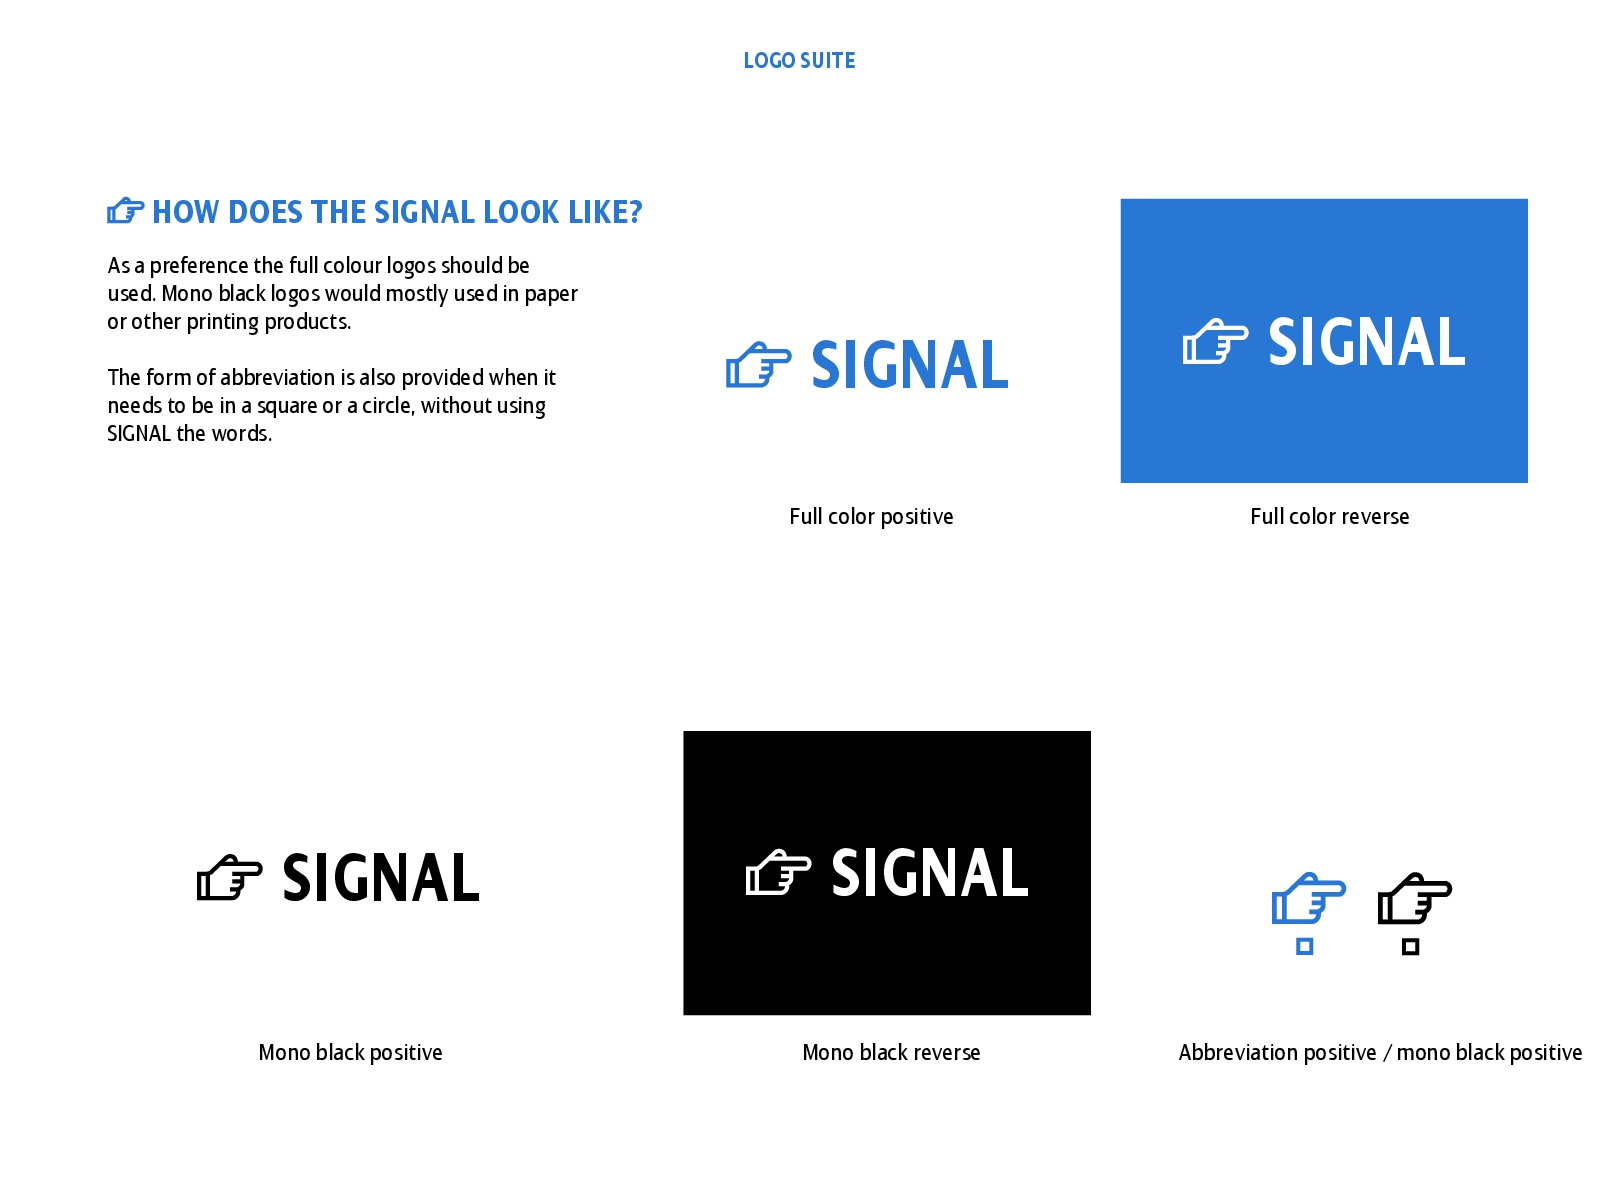 LOGO SUITE
HOW DOES THE SIGNAL LOOK LIKE?
As a preference the full colour logos should be
used. Mono black logos would mostly used in paper
or other printing products.
The form of abbreviation is also provided when it
needs to be in a square or a circle, without using
SIGNAL the words.
SIGNAL
Full color positive
SIGNAL
Full color reverse
SIGNAL
Mono black positive
SIGNAL
Mono black reverse
Abbreviation positive / mono black positive